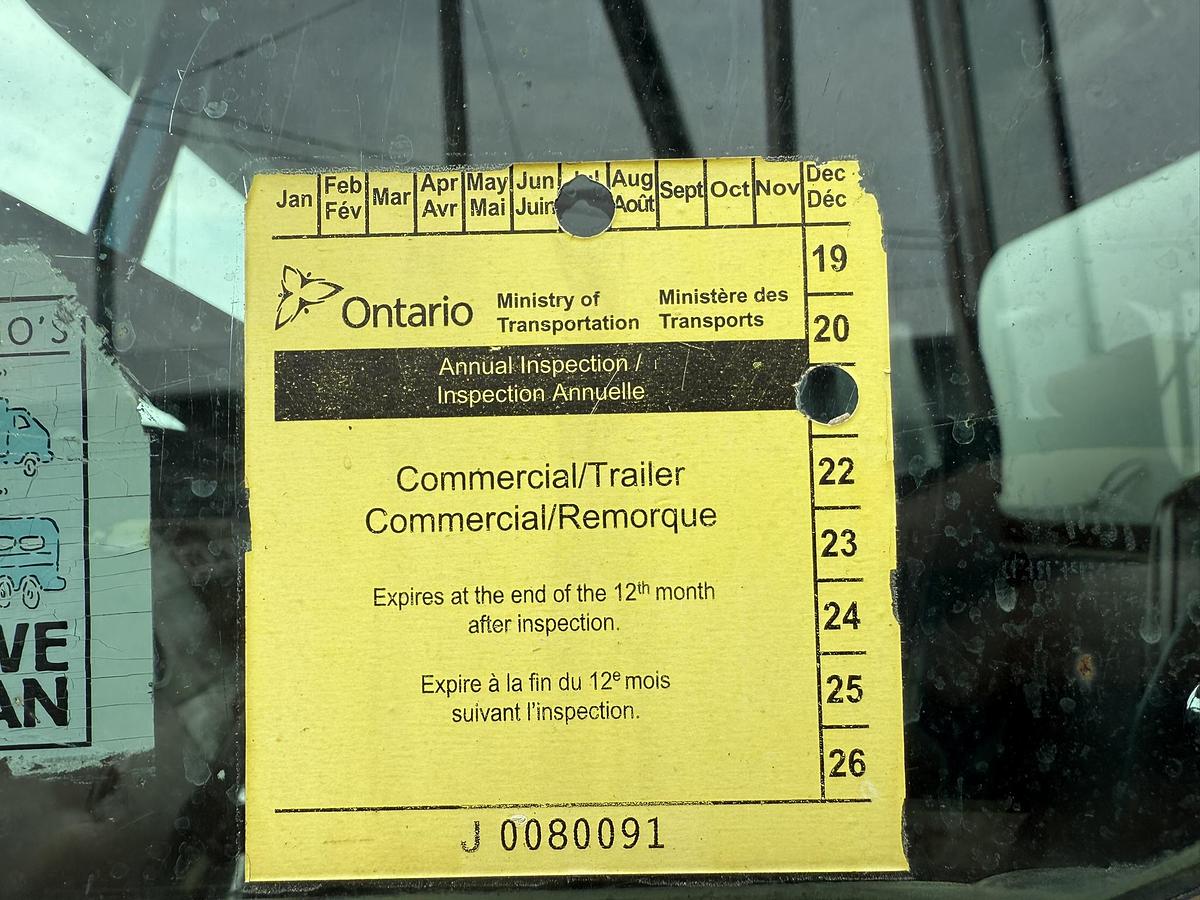 Jan
Feb
Fév
Mar
Apr
Avr
May
Mai
Jun
Juin
Aug
Août
Sept
Oct
Nov
Dec
Déc
19
20
22
23
24
25
26
Ontario
Ministry of
Transportation
Ministère des
Transports
Annual Inspection /
Inspection Annuelle
Commercial/Trailer
Commercial/Remorque
Expires at the end of the 12th month
after inspection.
Expire à la fin du 12e mois
suivant l'inspection.
J 0080091
O'S
VE
AN